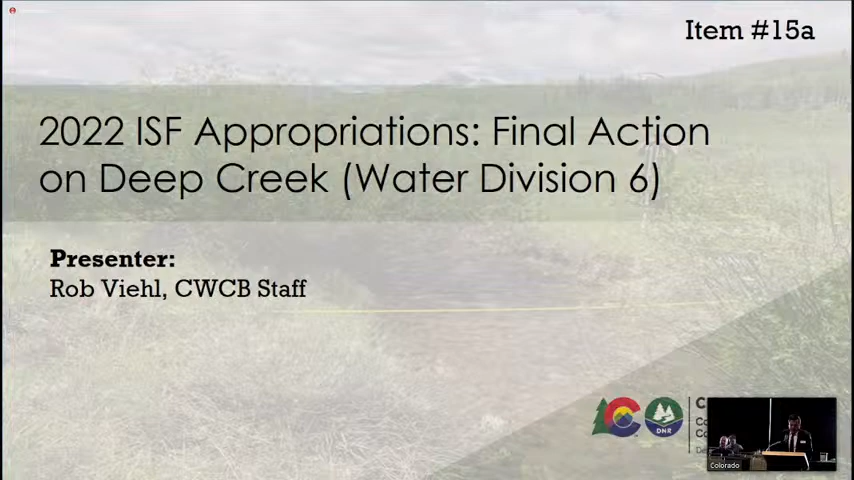 Item #15a
2022 ISF Appropriations: Final Action
on Deep Creek (Water Division 6)
Presenter:
Rob Viehl, CWCB Staff
DNR
Colorado